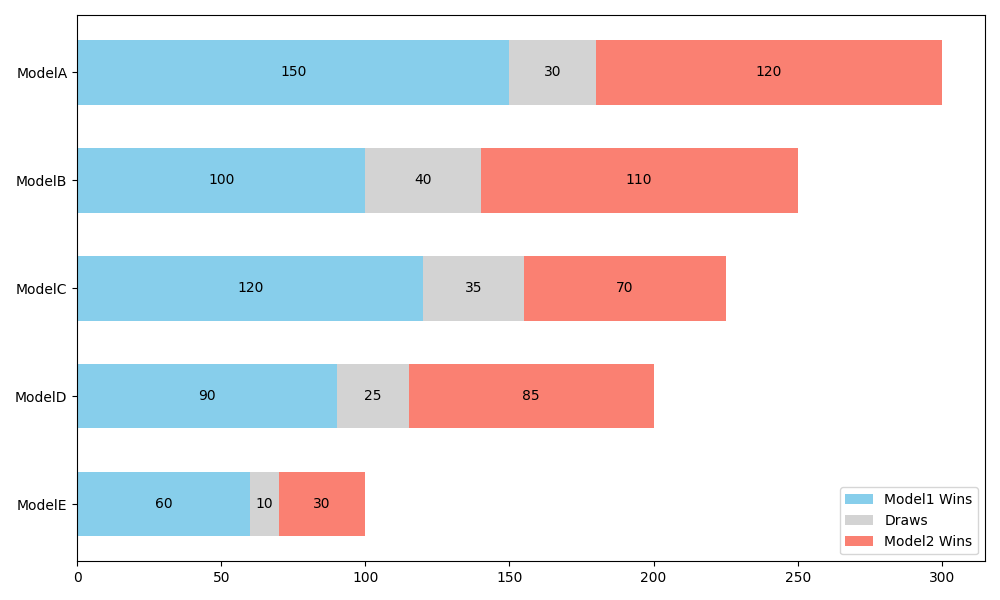 ModelA 150 30 120
ModelB 100 40 110
ModelC 120 35 70
ModelD 90 25 85
ModelE 60 10 30
Model1 Wins
Draws
Model2 Wins
0 50 100 150 200 250 300